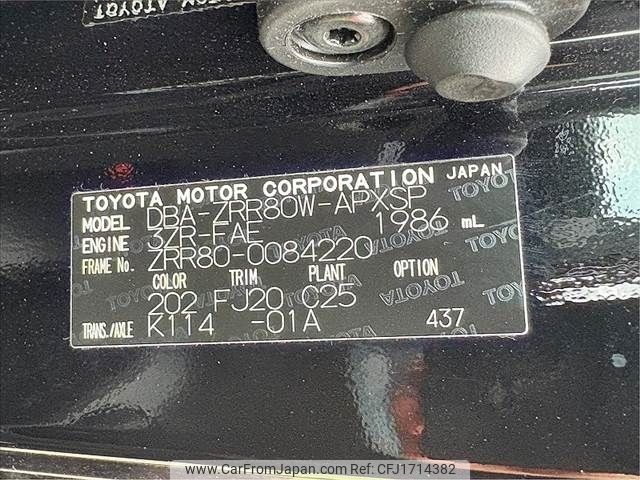 TOYOTA MOTOR CORPORATION JAPAN
MODEL DBA-ZRR80W-APXSP
ENGINE 3ZR-FAE 1986 mL
FRAME No. ZRR80-0084220
COLOR TRIM PLANT OPTION
202 FJ20 C25
TRANS./AXLE K114 -01A 437
www.CarFromJapan.com Ref.No:CFJ1714382